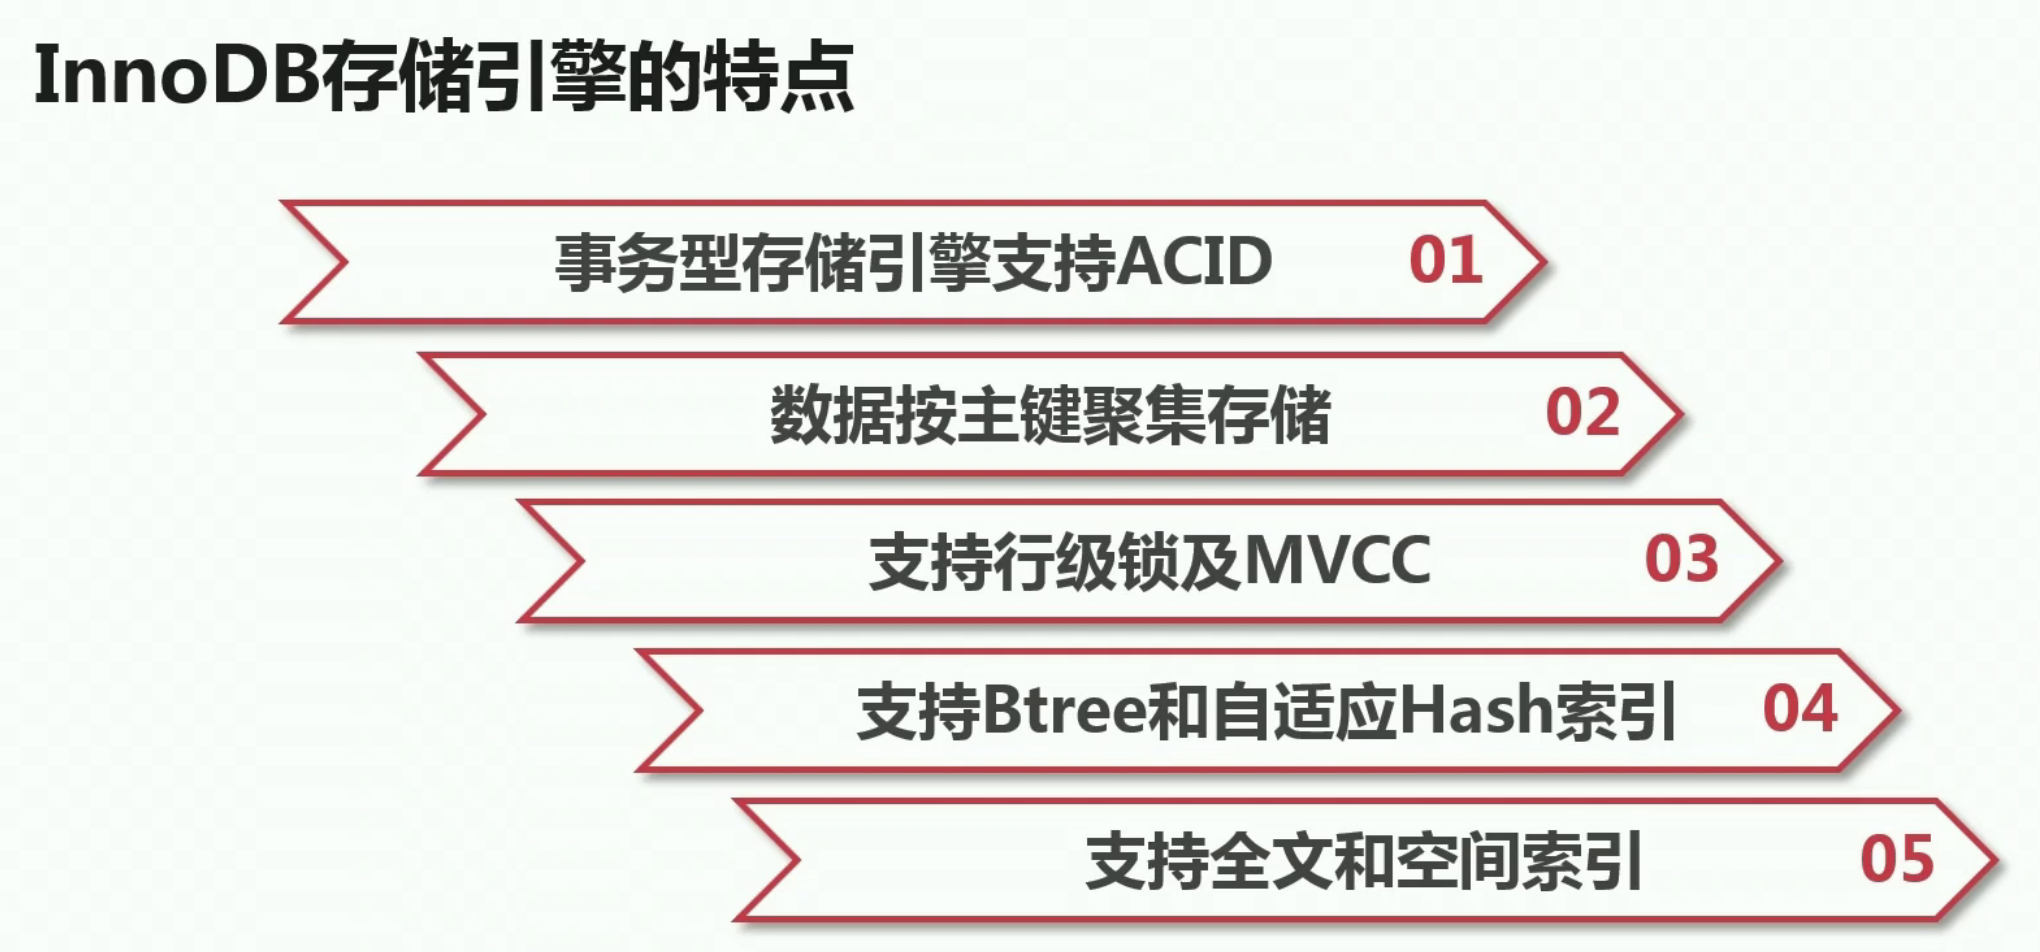 InnoDB存储引擎的特点
事务型存储引擎支持ACID 01
数据按主键聚集存储 02
支持行级锁及MVCC 03
支持Btree和自适应Hash索引 04
支持全文和空间索引 05